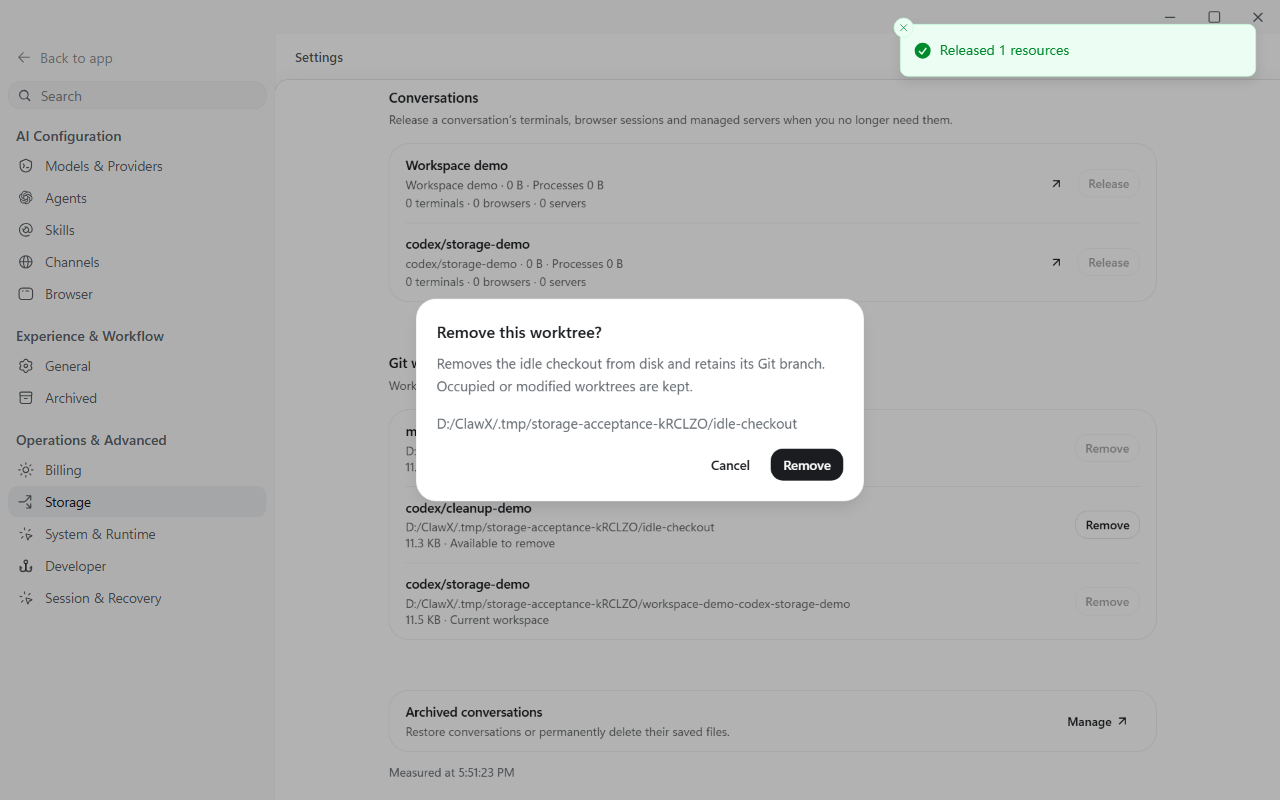 Released 1 resources
Back to app
Settings
Search
AI Configuration
Models & Providers
Agents
Skills
Channels
Browser
Experience & Workflow
General
Archived
Operations & Advanced
Billing
Storage
System & Runtime
Developer
Session & Recovery
Conversations
Release a conversation's terminals, browser sessions and managed servers when you no longer need them.
Workspace demo
Workspace demo · 0 B · Processes 0 B
0 terminals · 0 browsers · 0 servers
Release
codex/storage-demo
codex/storage-demo · 0 B · Processes 0 B
0 terminals · 0 browsers · 0 servers
Release
Git
Remove this worktree?
Removes the idle checkout from disk and retains its Git branch.
Occupied or modified worktrees are kept.
D:/ClawX/.tmp/storage-acceptance-kRCLZO/idle-checkout
Cancel
Remove
Remove
codex/cleanup-demo
D:/ClawX/.tmp/storage-acceptance-kRCLZO/idle-checkout
11.3 KB · Available to remove
Remove
codex/storage-demo
D:/ClawX/.tmp/storage-acceptance-kRCLZO/workspace-demo-codex-storage-demo
11.5 KB · Current workspace
Remove
Archived conversations
Restore conversations or permanently delete their saved files.
Manage
Measured at 5:51:23 PM